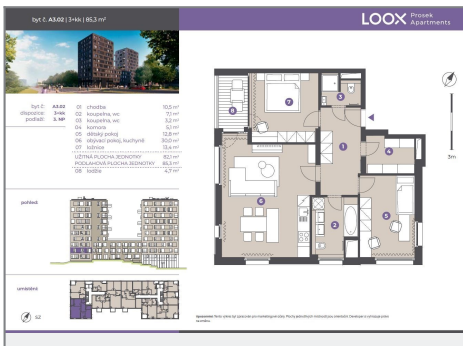 byt č. A3.02 | 3+kk | 85,3 m²
LOOX Prosek Apartments
byt č.: A3.02
dispozice: 3+kk
podlaží: 2. NP
01 chodba 10,5 m²
02 koupelna, wc 7,1 m²
03 koupelna, wc 3,2 m²
04 komora 5,1 m²
05 dětský pokoj 12,8 m²
06 obývací pokoj, kuchyně 30,0 m²
07 ložnice 13,4 m²
UŽITNÁ PLOCHA JEDNOTKY 82,1 m²
PODLAHOVÁ PLOCHA JEDNOTKY 85,3 m²
08 lodžie 4,7 m²
8
7
3
1
4
6
2
5
3m
pohled:
umístění:
SZ